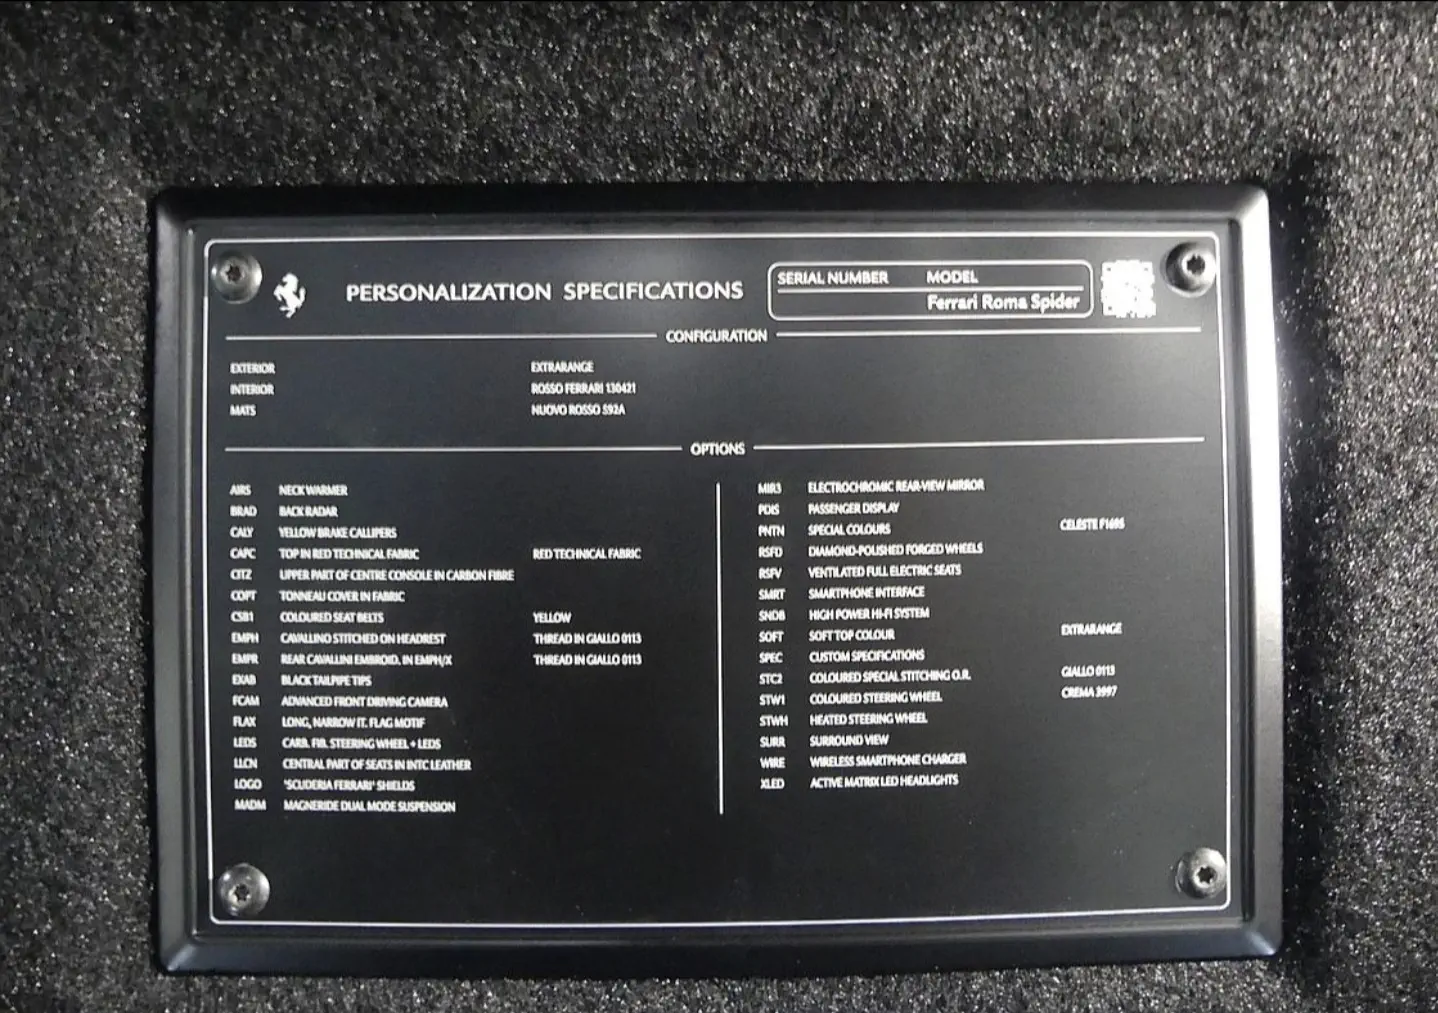 PERSONALIZATION SPECIFICATIONS
SERIAL NUMBER MODEL
Ferrari Roma Spider
CONFIGURATION
EXTERIOR EXTRARANGE
INTERIOR ROSSO FERRARI 130421
MATS NUOVO ROSSO 592A
OPTIONS
AIRS NECK WARMER
BRAD BACK RADAR
CALY YELLOW BRAKE CALLIPERS
CAPC TOP IN RED TECHNICAL FABRIC RED TECHNICAL FABRIC
CITZ UPPER PART OF CENTRE CONSOLE IN CARBON FIBRE
COPT TONNEAU COVER IN FABRIC
CSB1 COLOURED SEAT BELTS YELLOW
EMPH CAVALLINO STITCHED ON HEADREST THREAD IN GIALLO 0113
EMPR REAR CAVALLINI EMBROID. IN EMPH/X THREAD IN GIALLO 0113
EXAB BLACK TAILPIPE TIPS
FCAM ADVANCED FRONT DRIVING CAMERA
FLAX LONG, NARROW IT. FLAG MOTIF
LEDS CARB. FIB. STEERING WHEEL + LEDS
LLCN CENTRAL PART OF SEATS IN INTC LEATHER
LOGO "SCUDERIA FERRARI" SHIELDS
MADM MAGNERIDE DUAL MODE SUSPENSION
MIR3 ELECTROCHROMIC REAR-VIEW MIRROR
PDIS PASSENGER DISPLAY
PNTN SPECIAL COLOURS CELESTE
RSFD DIAMOND-POLISHED FORGED WHEELS
RSFV VENTILATED FULL ELECTRIC SEATS
SMRT SMARTPHONE INTERFACE
SNDB HIGH POWER HI-FI SYSTEM
SOFT SOFT TOP COLOUR EXTRARANGE
SPEC CUSTOM SPECIFICATIONS
STC2 COLOURED SPECIAL STITCHING O.R. GIALLO 0113
STW1 COLOURED STEERING WHEEL CREMA 3997
STWH HEATED STEERING WHEEL
SURR SURROUND VIEW
WIRE WIRELESS SMARTPHONE CHARGER
XLED ACTIVE MATRIX LED HEADLIGHTS